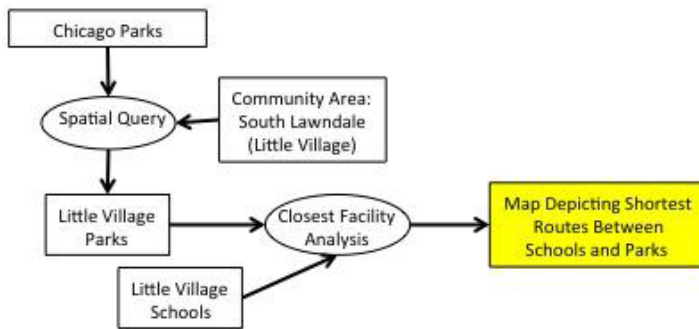 Chicago Parks
Spatial Query
Community Area:
South Lawndale
(Little Village)
Little Village
Parks
Closest Facility
Analysis
Map Depicting Shortest
Routes Between
Schools and Parks
Little Village
Schools